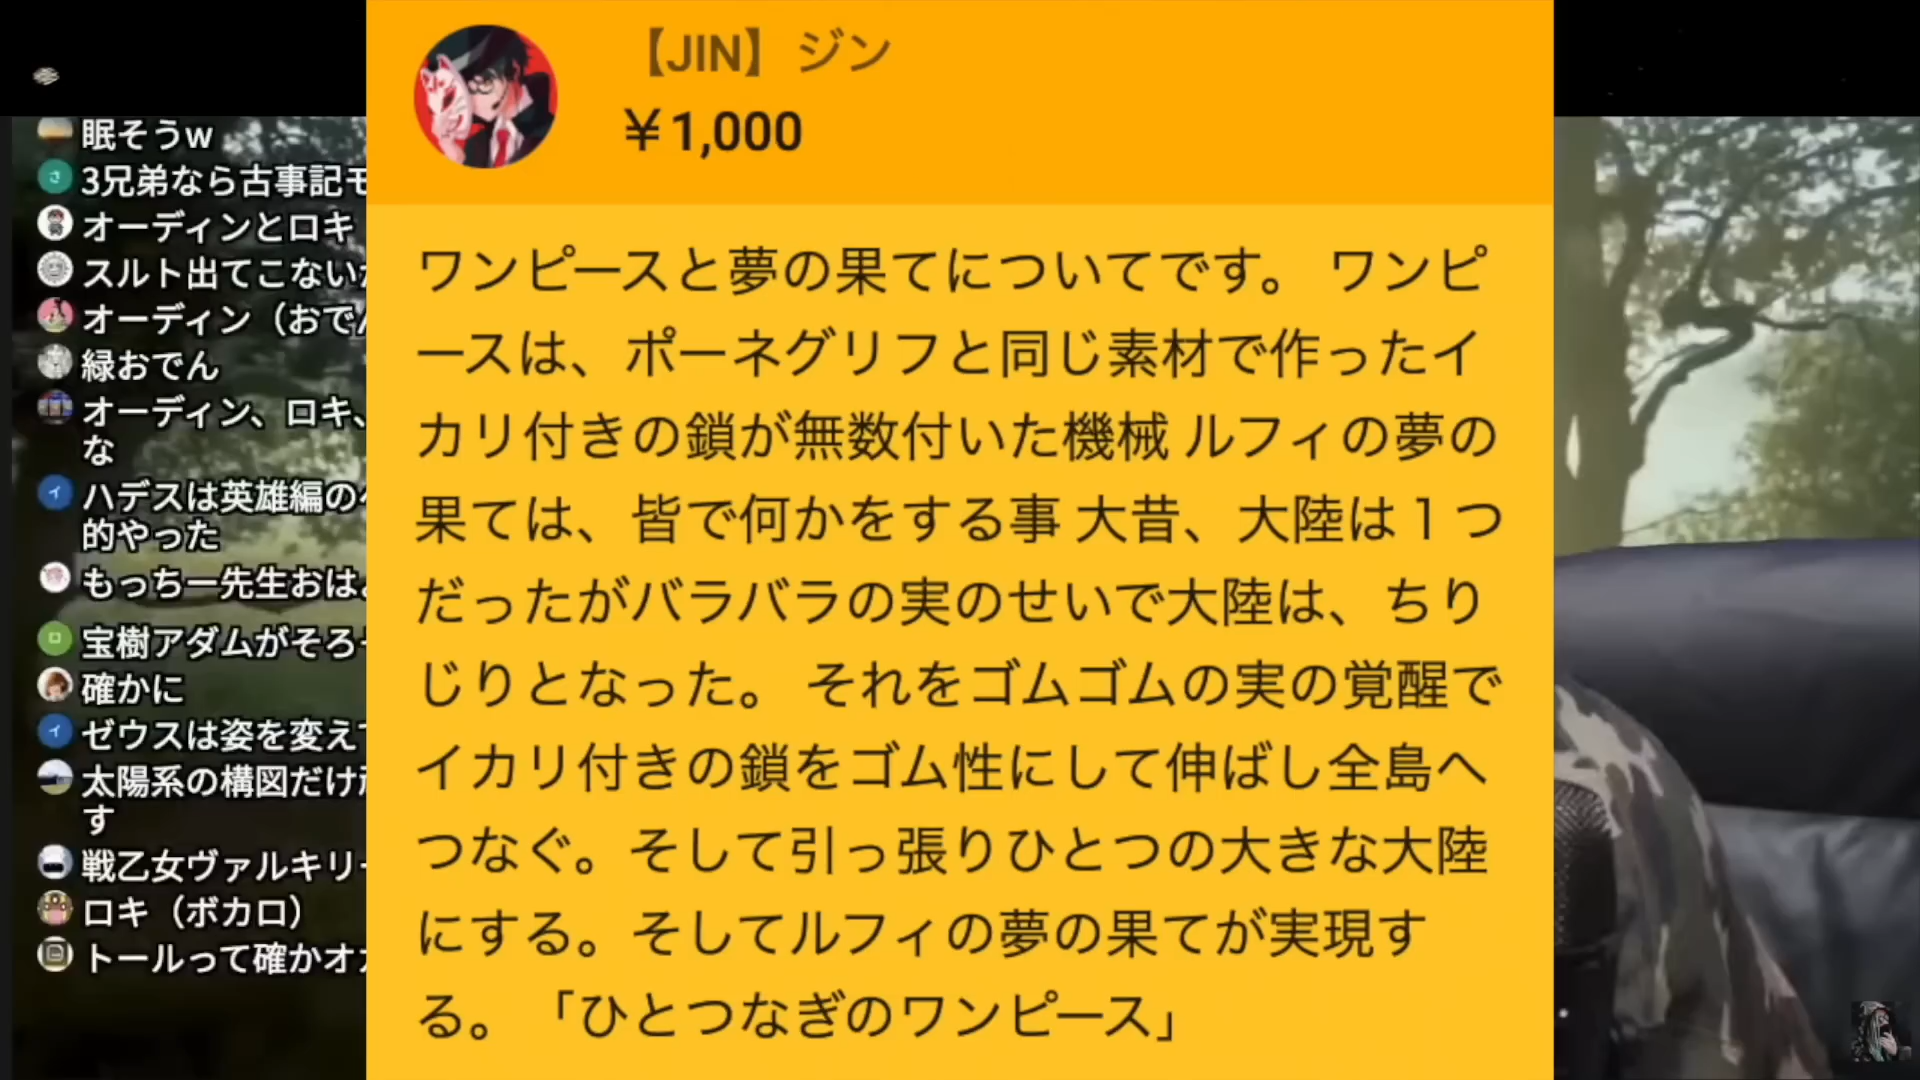 眠そうw
3兄弟なら古事記モ
オーディンとロキ
スルト出てこない
オーディン（おで
緑おでん
オーディン、ロキ、
な
ハデスは英雄編の
的やった
もっちー先生おは
宝樹アダムがそろ
確かに
ゼウスは姿を変え
太陽系の構図だけ
す
戦乙女ヴァルキリー
ロキ（ボカロ）
トールって確かオ
【JIN】ジン
￥1,000
ワンピースと夢の果てについてです。 ワンピ
ースは、ポーネグリフと同じ素材で作ったイ
カリ付きの鎖が無数付いた機械 ルフィの夢の
果ては、皆で何かをする事 大昔、大陸は1つ
だったがバラバラの実のせいで大陸は、ちり
じりとなった。 それをゴムゴムの実の覚醒で
イカリ付きの鎖をゴム性にして伸ばし全島へ
つなぐ。そして引っ張りひとつの大きな大陸
にする。そしてルフィの夢の果てが実現す
る。 「ひとつなぎのワンピース」